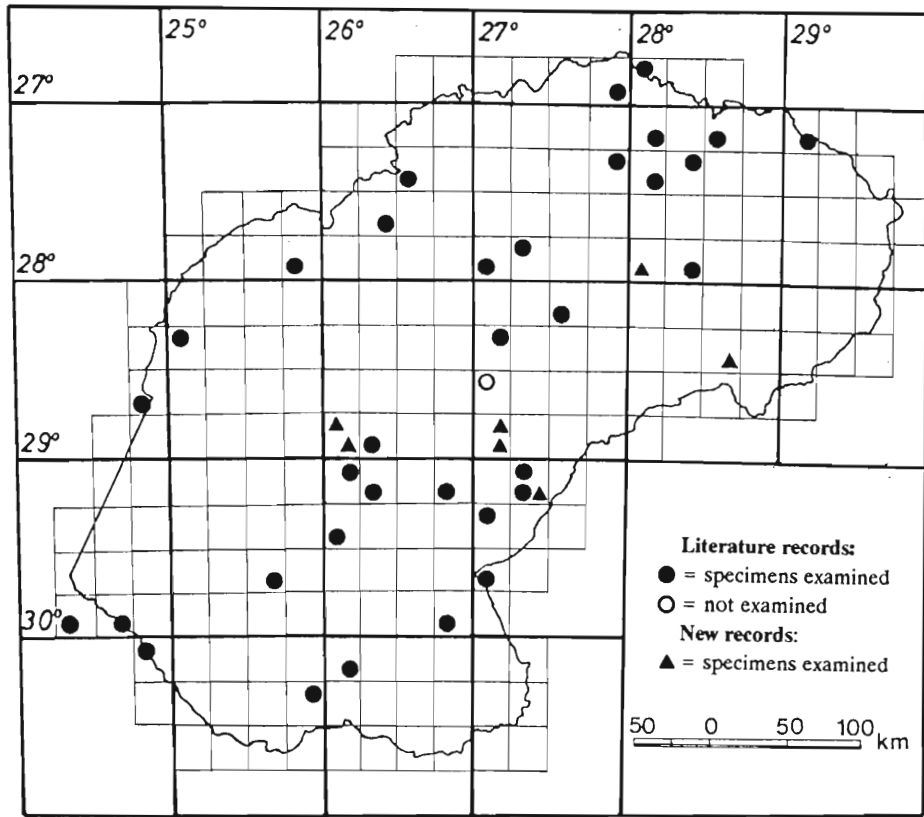 25° 26° 27° 28° 29°
27°
28°
29°
30°
Literature records:
● = specimens examined
○ = not examined
New records:
▲ = specimens examined
50 0 50 100 km